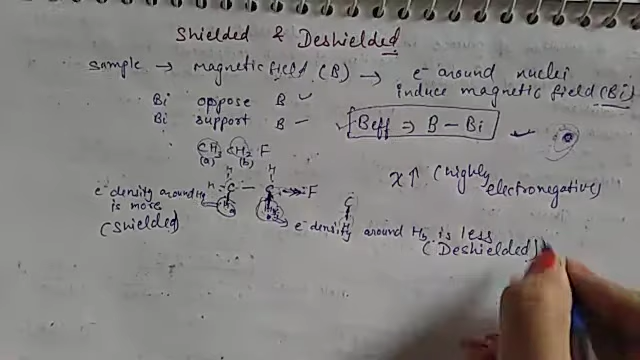 Shielded & Deshielded
Sample → magnetic field (B) → e⁻ around nuclei
induce magnetic field (Bi)
Bi oppose B ✓
Bi support B –
Beff ⇒ B – Bi
CH3 CH2 F
(a) (b)
x↑ (highly
electronegative)
H H
H – C – C →→ F
C
H
e⁻ density around Ha
is more
(Shielded)
e⁻ density around Hb is less
(Deshielded)